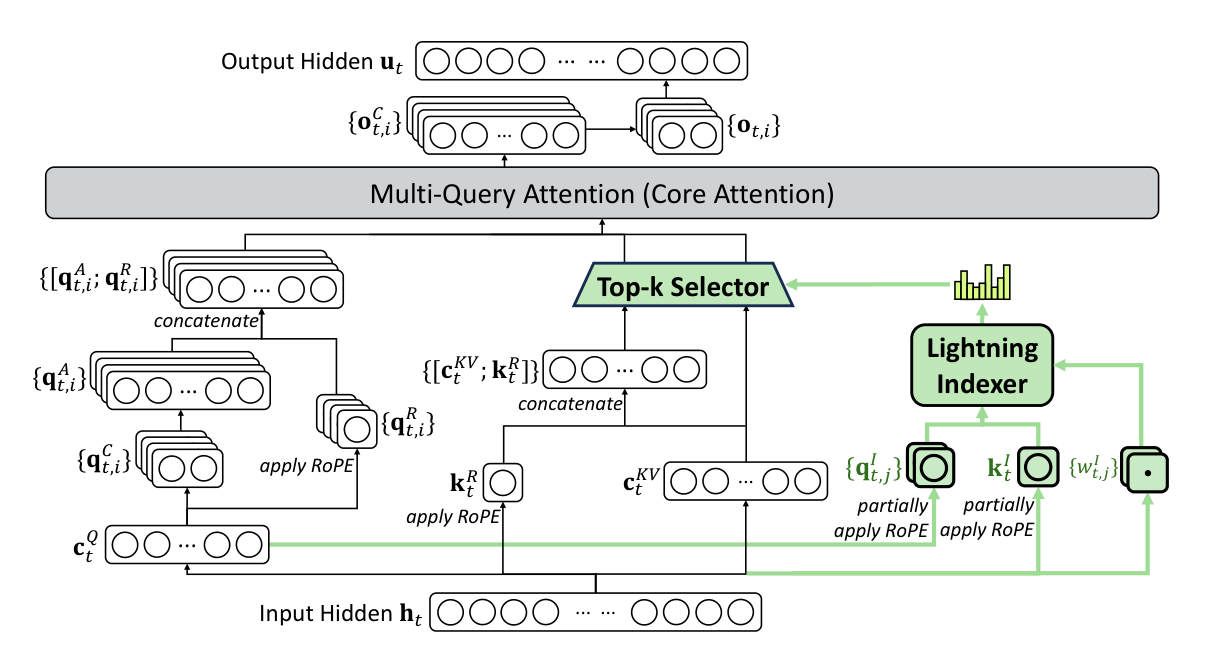 Output Hidden u_t
{o^C_{t,i}}
{o_{t,i}}
Multi-Query Attention (Core Attention)
{[q^A_{t,i}; q^R_{t,i}]}
concatenate
Top-k Selector
Lightning
Indexer
{q^A_{t,i}}
{[c^{KV}_t; k^R_t]}
concatenate
{q^R_{t,i}}
{q^C_{t,i}}
apply RoPE
k^R_t
apply RoPE
c^{KV}_t
{q^I_{t,j}}
partially
apply RoPE
k^I_t
partially
apply RoPE
{w^I_{t,j}}
c^Q_t
Input Hidden h_t